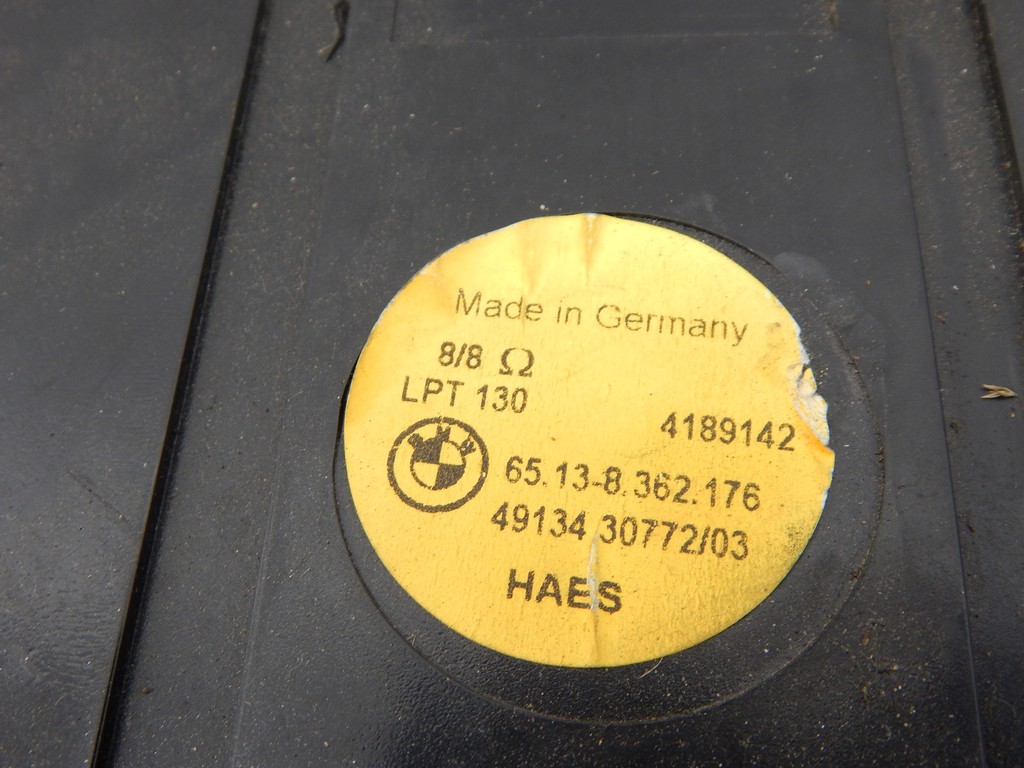 Made in Germany
8/8 Ω
LPT 130
4189142
65.13-8.362.176
49134 30772/03
HAES